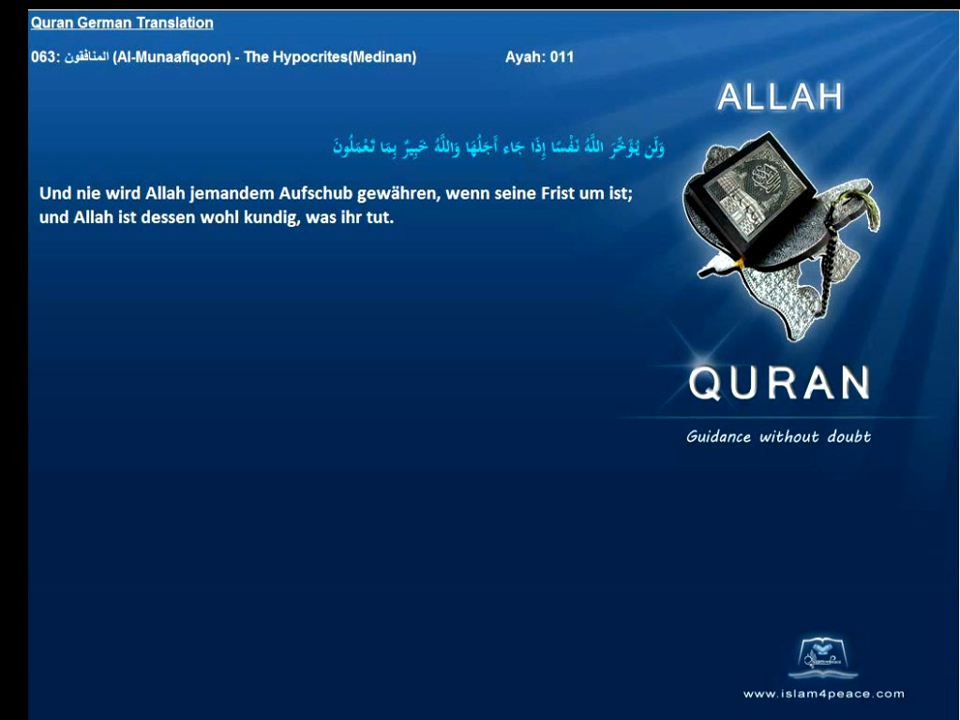 Quran German Translation
063: المنافقون (Al-Munaafiqoon) - The Hypocrites(Medinan) Ayah: 011
ALLAH
وَلَن يُؤَخِّرَ اللَّهُ نَفْسًا إِذَا جَاء أَجَلُهَا وَاللَّهُ خَبِيرٌ بِمَا تَعْمَلُونَ
Und nie wird Allah jemandem Aufschub gewähren, wenn seine Frist um ist;
und Allah ist dessen wohl kundig, was ihr tut.
QURAN
Guidance without doubt
www.islam4peace.com